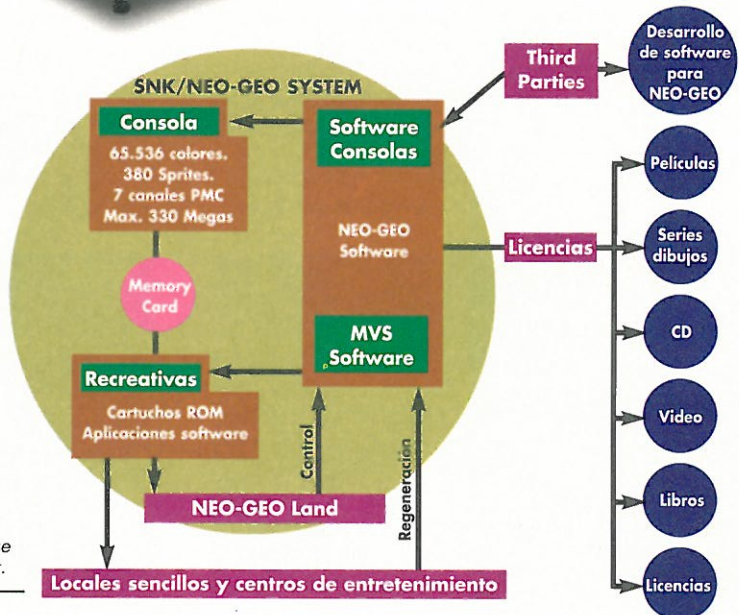 SNK/NEO-GEO SYSTEM
Consola
65.536 colores.
380 Sprites.
7 canales PMC
Max. 330 Megas
Software
Consolas
NEO-GEO
Software
MVS
Software
Memory
Card
Recreativas
Cartuchos ROM
Aplicaciones software
Control
Regeneración
NEO-GEO Land
Locales sencillos y centros de entretenimiento
Third
Parties
Desarrollo
de software
para
NEO-GEO
Licencias
Películas
Series
dibujos
CD
Video
Libros
Licencias